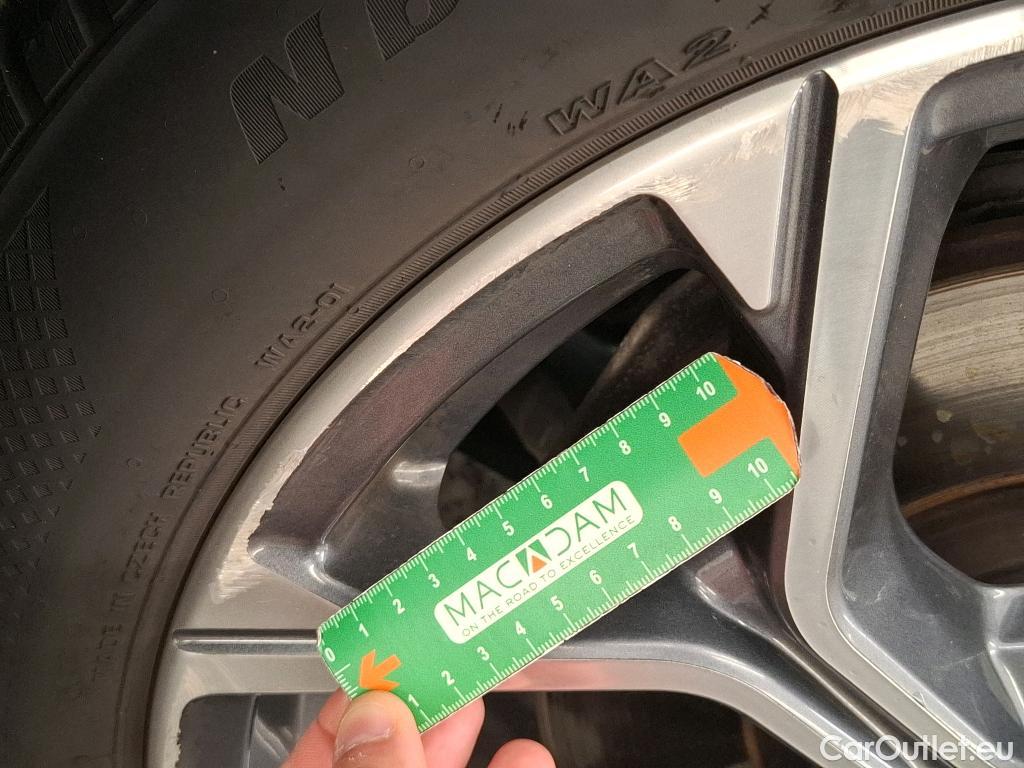 WA2
WA2-01
MADE IN CZECH REPUBLIC
0 1 2 3 4 5 6 7 8 9 10
MACADAM
ON THE ROAD TO EXCELLENCE
1 2 3 4 5 6 7 8 9 10
CarOutlet.eu